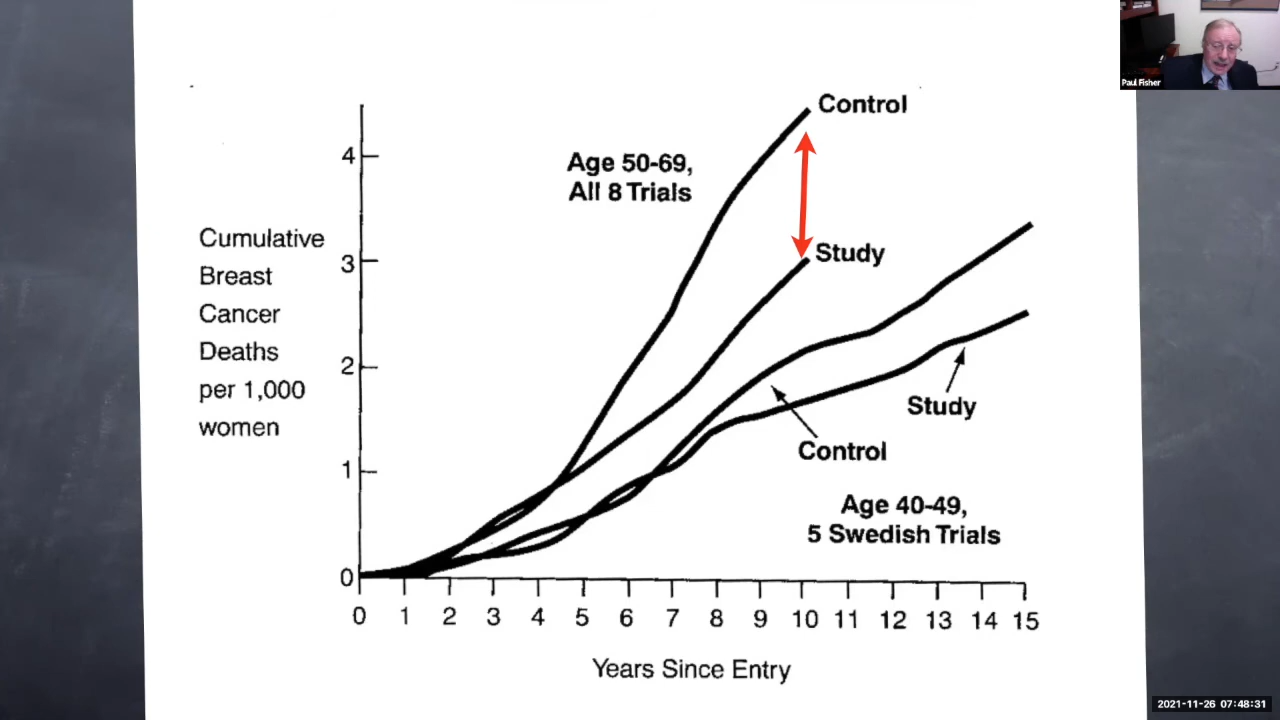 Paul Fisher
Control
4
Age 50-69,
All 8 Trials
Cumulative
Breast
Cancer
Deaths
per 1,000
women
3
Study
2
Study
Control
1
Age 40-49,
5 Swedish Trials
0
0 1 2 3 4 5 6 7 8 9 10 11 12 13 14 15
Years Since Entry
2021-11-26 07:48:31